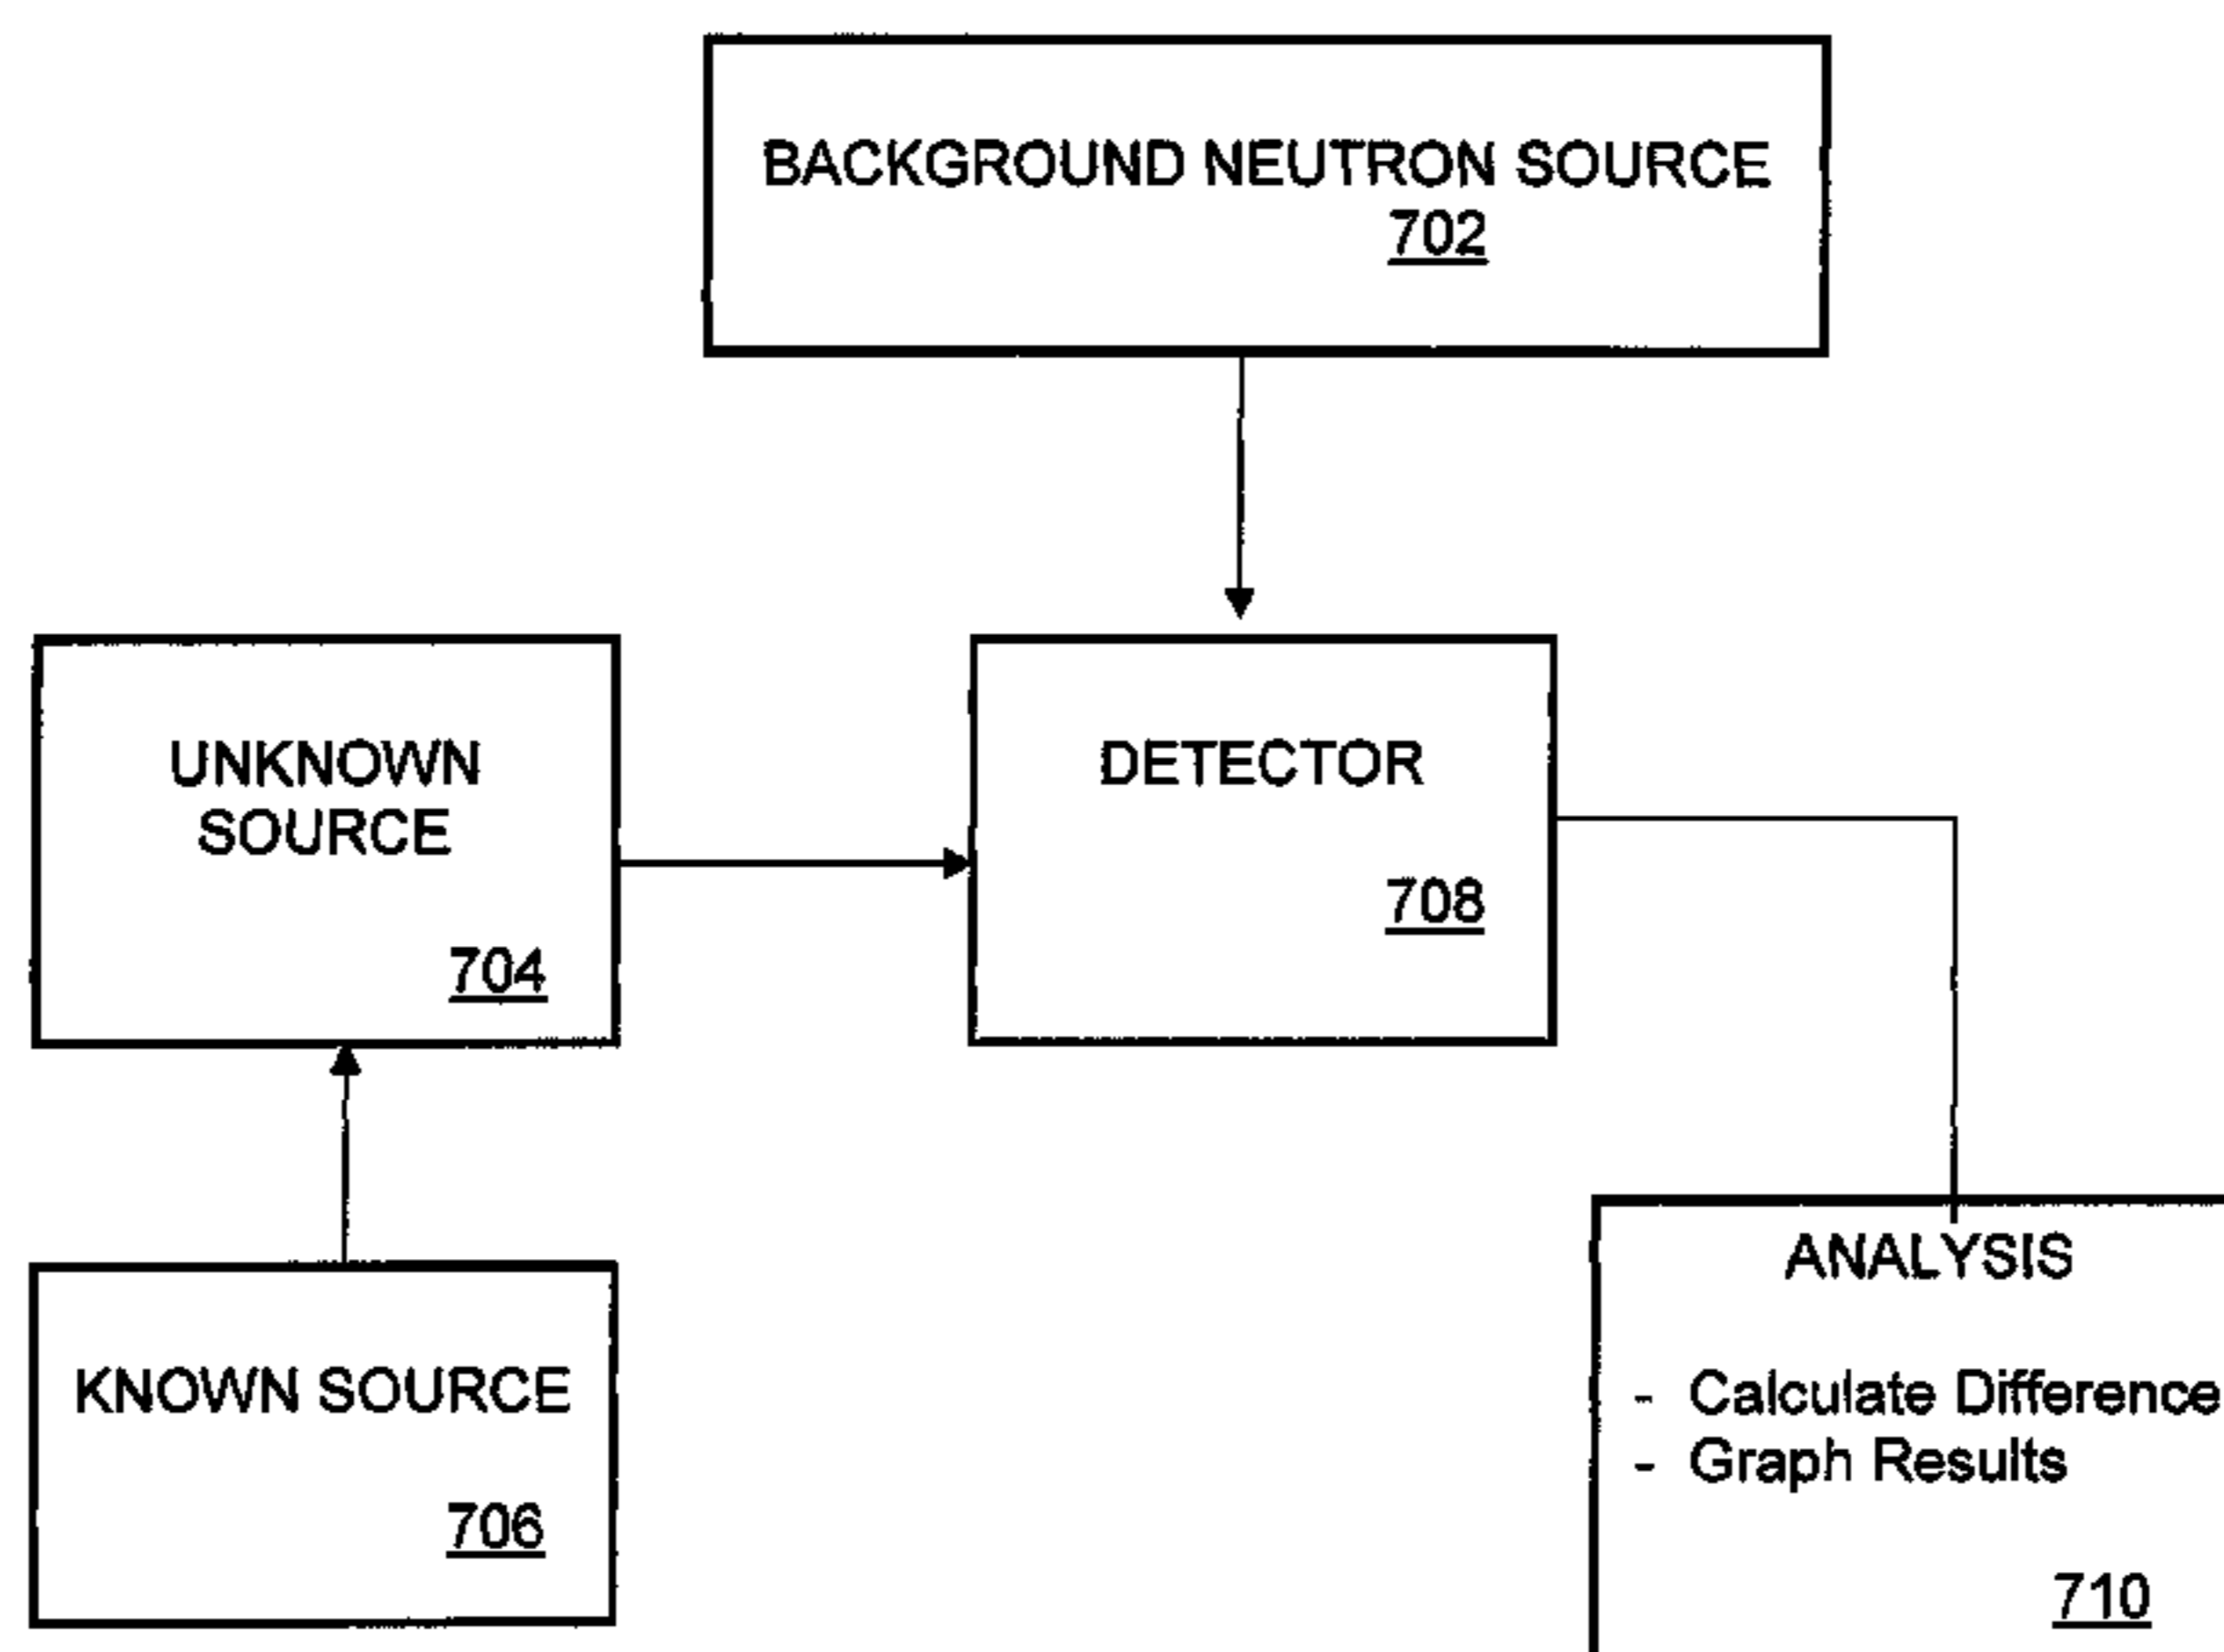 BACKGROUND NEUTRON SOURCE
702
UNKNOWN
SOURCE
704
DETECTOR
708
KNOWN SOURCE
706
ANALYSIS
- Calculate Difference
- Graph Results
710